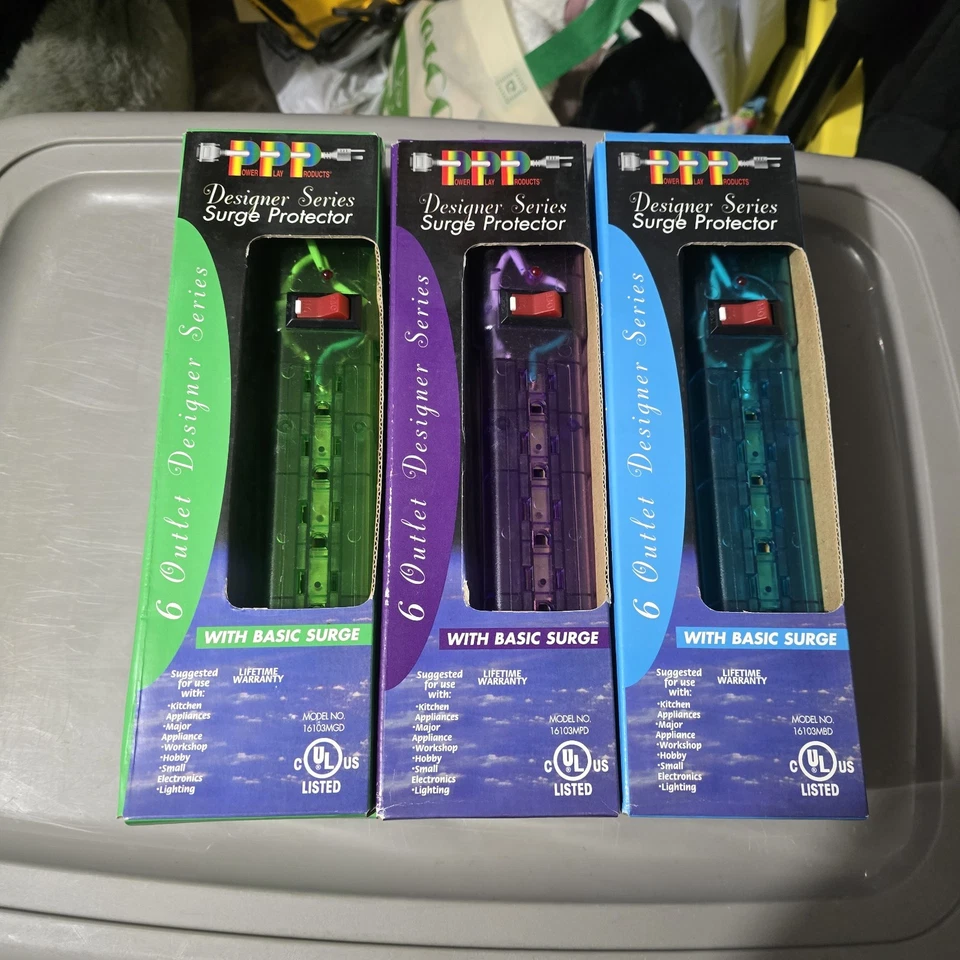 PPP
POWER PLAY PRODUCTS
Designer Series
Surge Protector
6 Outlet Designer Series
WITH BASIC SURGE
Suggested
for use
with:
LIFETIME
WARRANTY
•Kitchen
Appliances
•Major
Appliance
•Workshop
•Hobby
•Small
Electronics
•Lighting
MODEL NO.
16103MGD
C UL US
®
LISTED
PPP
POWER PLAY PRODUCTS
Designer Series
Surge Protector
6 Outlet Designer Series
WITH BASIC SURGE
Suggested
for use
with:
LIFETIME
WARRANTY
•Kitchen
Appliances
•Major
Appliance
•Workshop
•Hobby
•Small
Electronics
•Lighting
MODEL NO.
16103MPD
C UL US
®
LISTED
PPP
POWER PLAY PRODUCTS
Designer Series
Surge Protector
6 Outlet Designer Series
WITH BASIC SURGE
Suggested
for use
with:
LIFETIME
WARRANTY
•Kitchen
Appliances
•Major
Appliance
•Workshop
•Hobby
•Small
Electronics
•Lighting
MODEL NO.
16103MBD
C UL US
®
LISTED